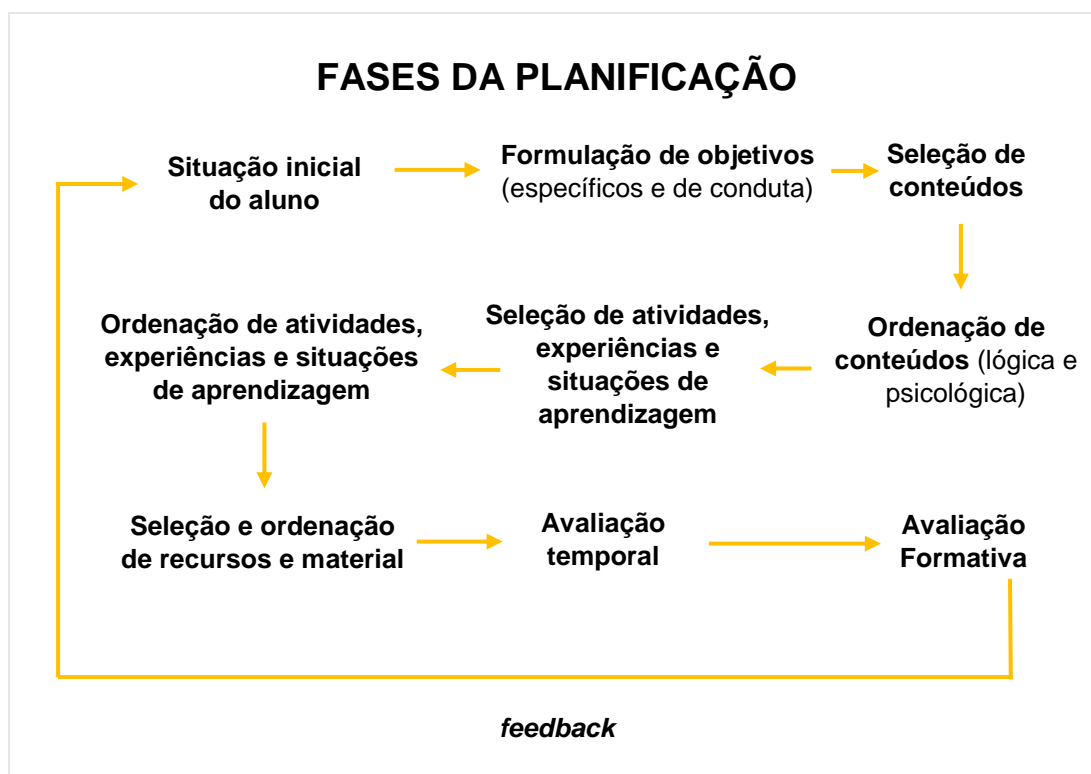 FASES DA PLANIFICAÇÃO
Situação inicial
do aluno
Formulação de objetivos
(específicos e de conduta)
Seleção de
conteúdos
Ordenação de
conteúdos (lógica e
psicológica)
Seleção de atividades,
experiências e
situações de
aprendizagem
Ordenação de atividades,
experiências e situações
de aprendizagem
Seleção e ordenação
de recursos e material
Avaliação
temporal
Avaliação
Formativa
feedback